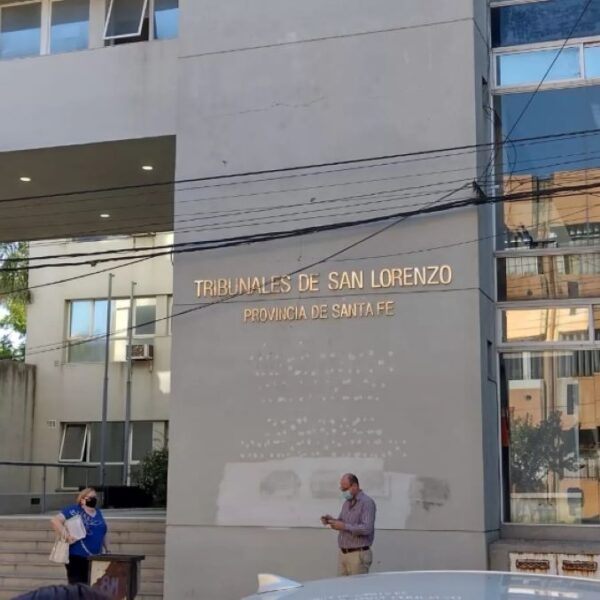 TRIBUNALES DE SAN LORENZO
PROVINCIA DE SANTA FE